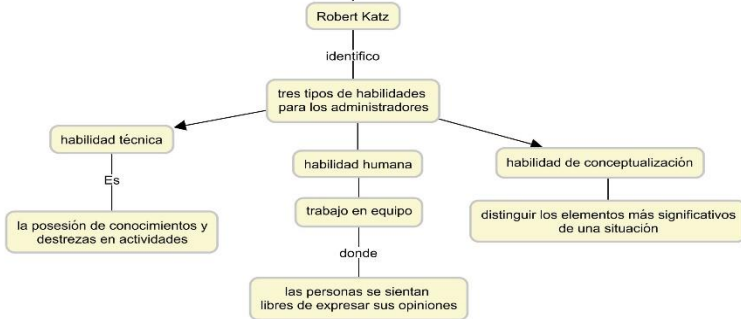 Robert Katz
identifico
tres tipos de habilidades
para los administradores
habilidad técnica
habilidad humana
habilidad de conceptualización
Es
trabajo en equipo
la posesión de conocimientos y
destrezas en actividades
distinguir los elementos más significativos
de una situación
donde
las personas se sientan
libres de expresar sus opiniones